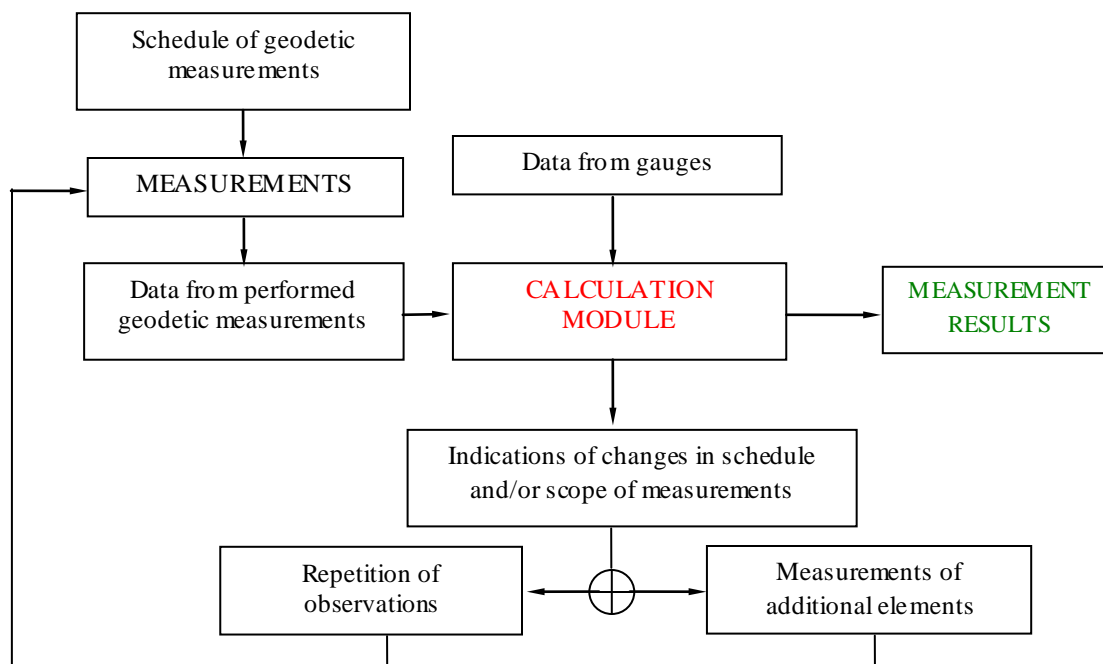 Schedule of geodetic
measurements
MEASUREMENTS
Data from gauges
Data from performed
geodetic measurements
CALCULATION
MODULE
MEASUREMENT
RESULTS
Indications of changes in schedule
and/or scope of measurements
Repetition of
observations
Measurements of
additional elements